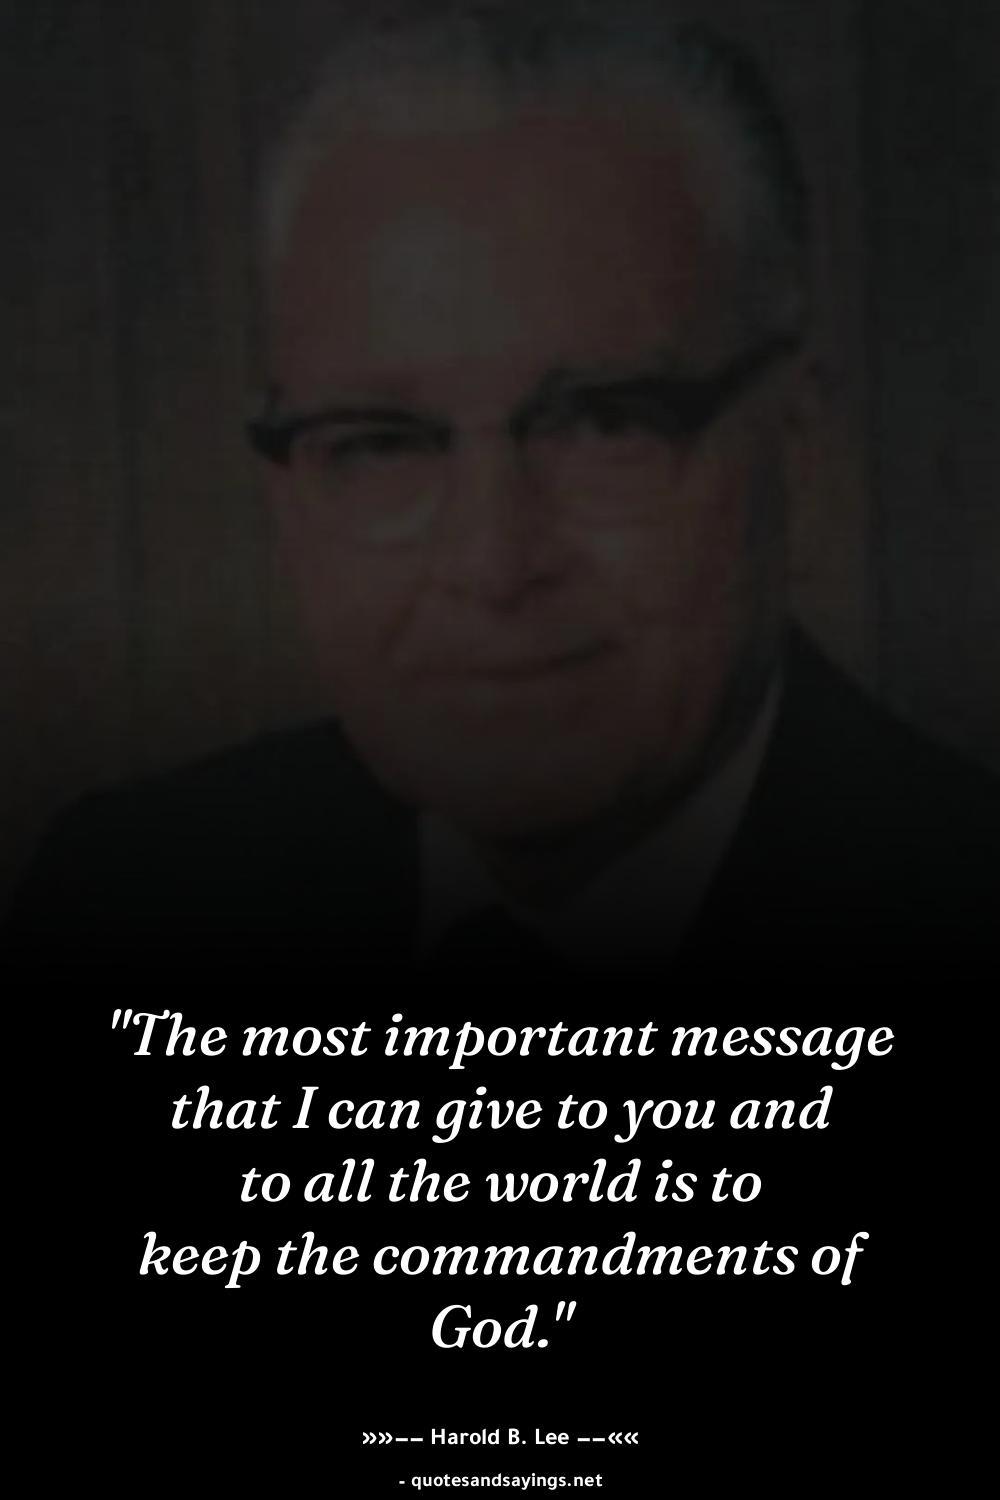 "The most important message
that I can give to you and
to all the world is to
keep the commandments of
God."
»»−− Harold B. Lee −−««
- quotesandsayings.net